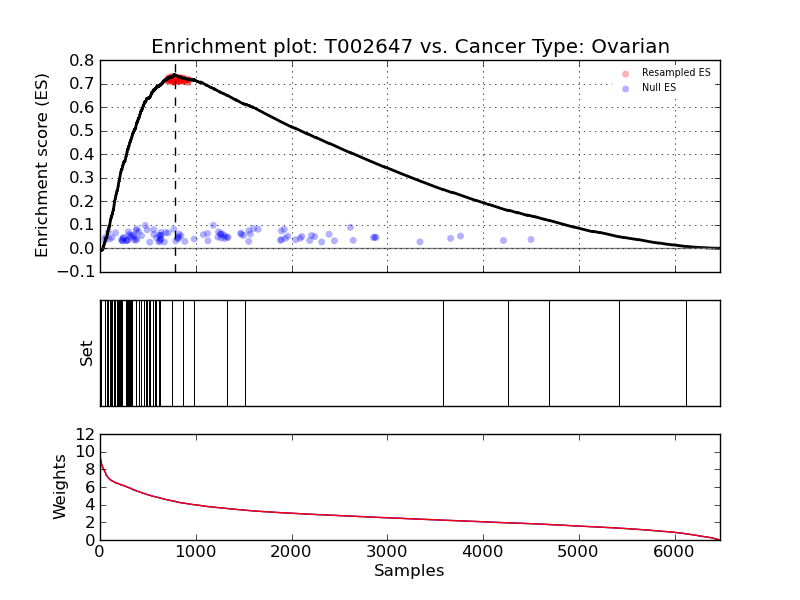 Enrichment plot: T002647 vs. Cancer Type: Ovarian
Enrichment score (ES)
0.8
0.7
0.6
0.5
0.4
0.3
0.2
0.1
0.0
−0.1
Resampled ES
Null ES
Set
Weights
12
10
8
6
4
2
0
0 1000 2000 3000 4000 5000 6000
Samples